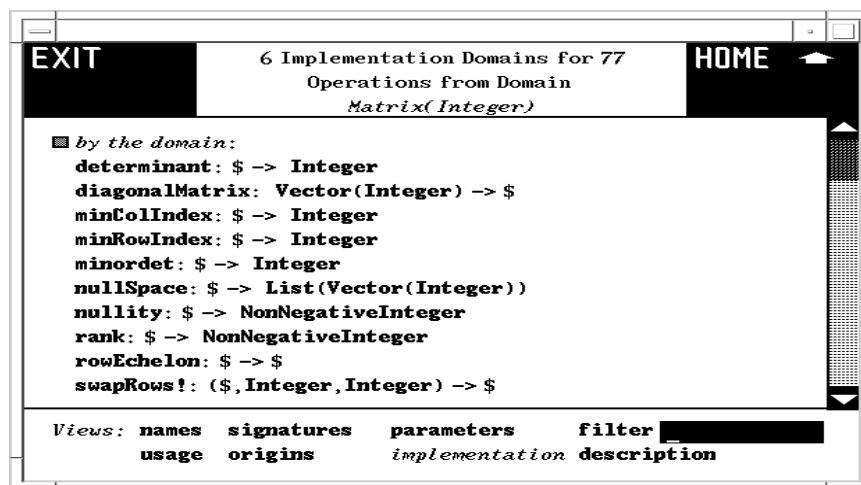 EXIT
6 Implementation Domains for 77
Operations from Domain
Matrix(Integer)
HOME
by the domain:
determinant: $ -> Integer
diagonalMatrix: Vector(Integer) -> $
minColIndex: $ -> Integer
minRowIndex: $ -> Integer
minordet: $ -> Integer
nullSpace: $ -> List(Vector(Integer))
nullity: $ -> NonNegativeInteger
rank: $ -> NonNegativeInteger
rowEchelon: $ -> $
swapRows!: ($,Integer,Integer) -> $
Views: names signatures parameters filter _
usage origins implementation description